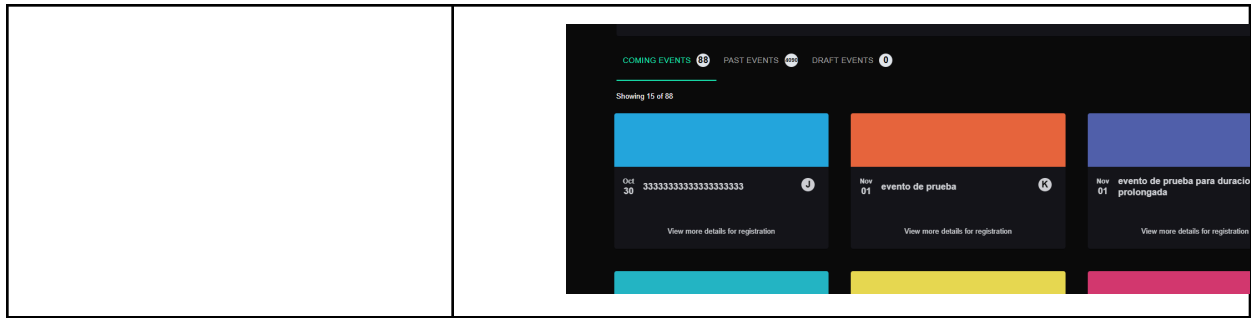 COMING EVENTS 88 PAST EVENTS 4090 DRAFT EVENTS 0
Showing 15 of 88
Oct
30
33333333333333333333
J
Nov
01
evento de prueba
K
Nov
01
evento de prueba para duracio
prolongada
View more details for registration
View more details for registration
View more details for registration